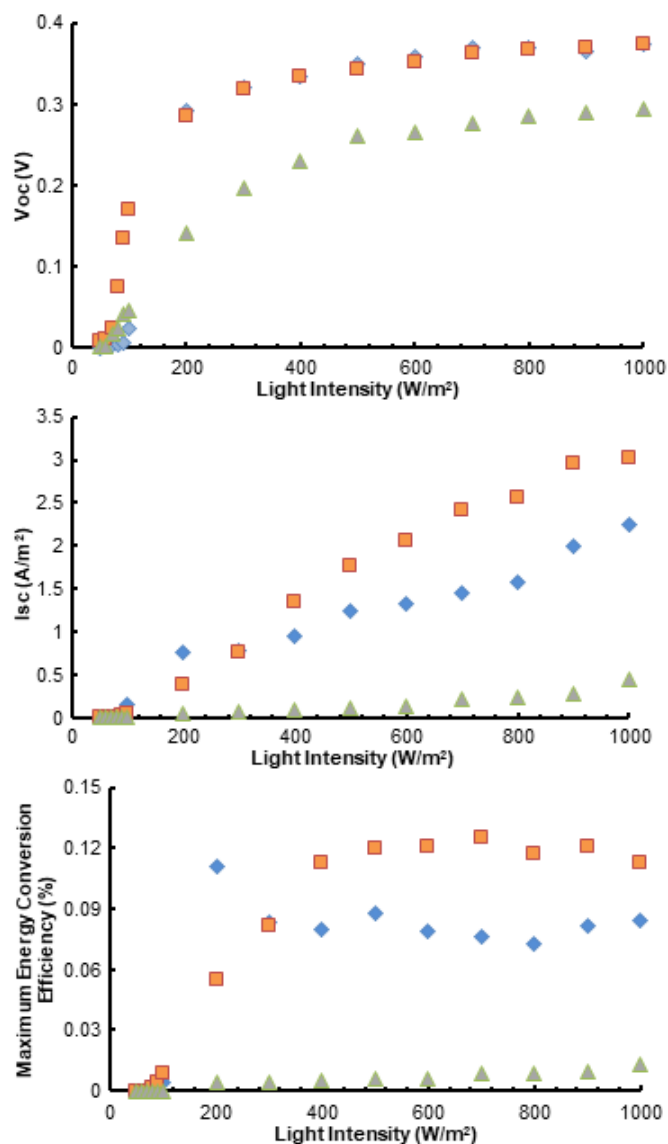 0.4
0.3
0.2
0.1
0
Voc (V)
0 200 400 600 800 1000
Light Intensity (W/m²)
3.5
3
2.5
2
1.5
1
0.5
0
Isc (A/m²)
0 200 400 600 800 1000
Light Intensity (W/m²)
0.15
0.12
0.09
0.06
0.03
0
Maximum Energy Conversion
Efficiency (%)
0 200 400 600 800 1000
Light Intensity (W/m²)